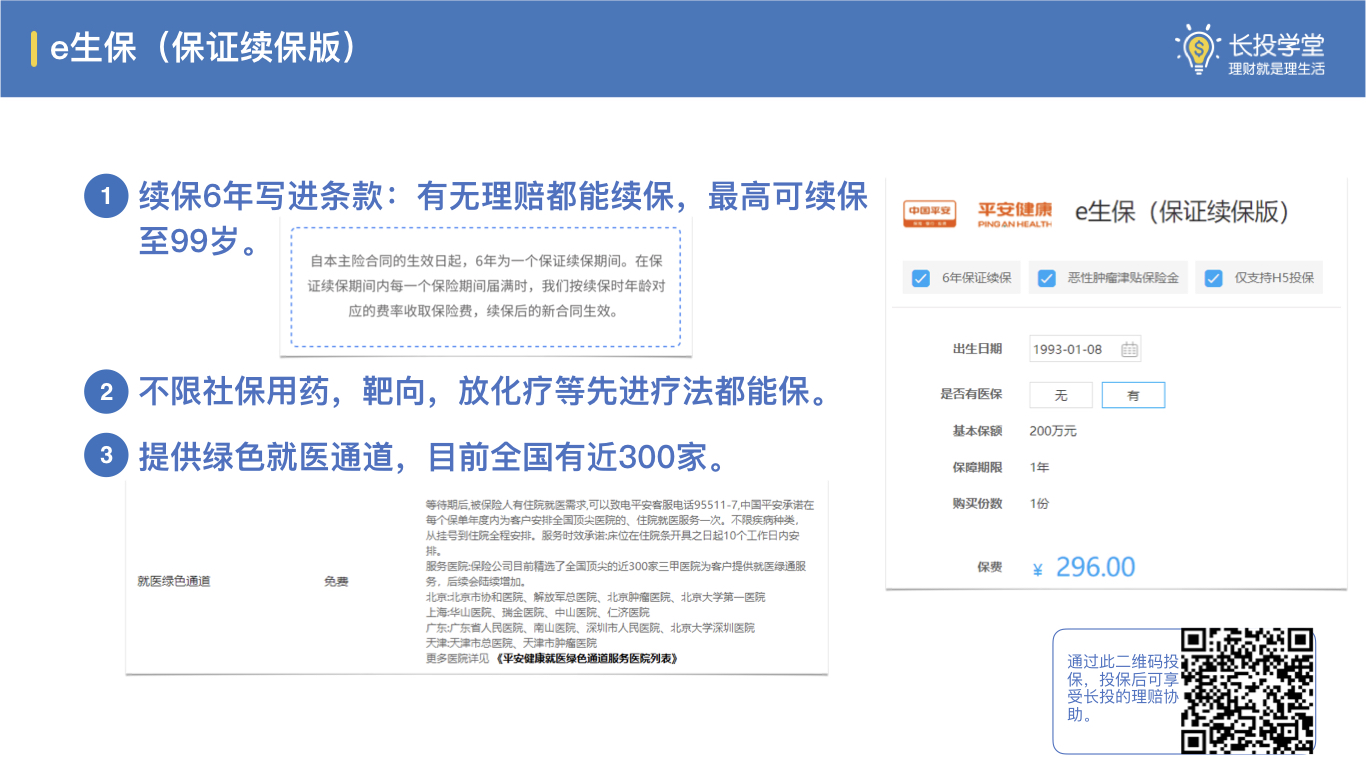 e生保（保证续保版）
长投学堂
理财就是理生活
1 续保6年写进条款：有无理赔都能续保，最高可续保
至99岁。
自本主险合同的生效日起，6年为一个保证续保期间。在保
证续保期间内每一个保险期间届满时，我们按续保时年龄对
应的费率收取保险费，续保后的新合同生效。
2 不限社保用药，靶向，放化疗等先进疗法都能保。
3 提供绿色就医通道，目前全国有近300家。
就医绿色通道
免费
等待期后,被保险人有住院就医需求,可以致电平安客服电话95511-7,中国平安承诺在
每个保单年度内为客户安排全国顶尖医院的、住院就医服务一次。不限疾病种类，
从挂号到住院全程安排。服务时效承诺:床位在住院条开具之日起10个工作日内安
排。
服务医院:保险公司目前精选了全国顶尖的近300家三甲医院为客户提供就医绿通服
务，后续会陆续增加。
北京:北京市协和医院、解放军总医院、北京肿瘤医院、北京大学第一医院
上海:华山医院、瑞金医院、中山医院、仁济医院
广东:广东省人民医院、南山医院、深圳市人民医院、北京大学深圳医院
天津:天津市总医院、天津市肿瘤医院
更多医院详见《平安健康就医绿色通道服务医院列表》
中国平安
平安健康
PING AN HEALTH
e生保（保证续保版）
6年保证续保
恶性肿瘤津贴保险金
仅支持H5投保
出生日期 1993-01-08
是否有医保 无 有
基本保额 200万元
保障期限 1年
购买份数 1份
保费 ¥ 296.00
通过此二维码投
保，投保后可享
受长投的理赔协
助。